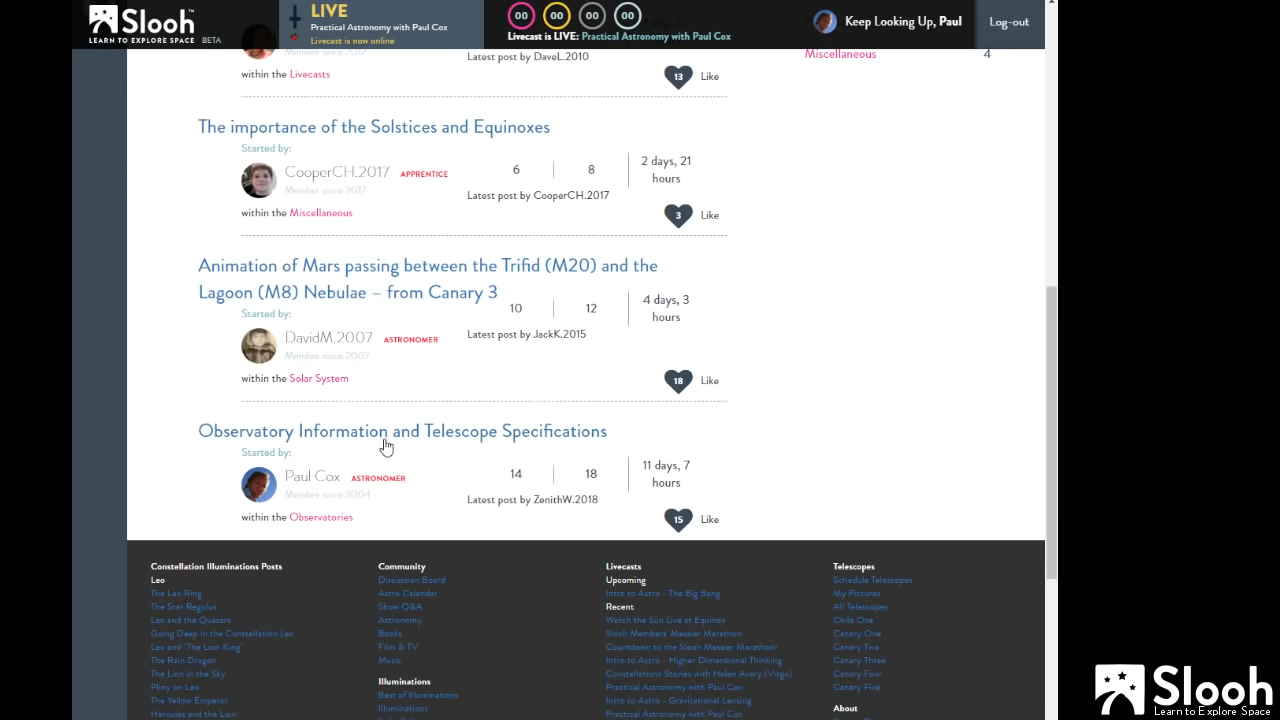 Slooh
LEARN TO EXPLORE SPACE BETA
LIVE
Practical Astronomy with Paul Cox
Livecast is now online
00 00 00 00
Livecast is LIVE: Practical Astronomy with Paul Cox
Keep Looking Up, Paul
Log-out
Miscellaneous 4
Latest post by DaveL.2010
within the Livecasts
13 Like
The importance of the Solstices and Equinoxes
Started by:
CooperCH.2017 APPRENTICE
Member since 2017
6 8
2 days, 21
hours
Latest post by CooperCH.2017
within the Miscellaneous
3 Like
Animation of Mars passing between the Trifid (M20) and the
Lagoon (M8) Nebulae – from Canary 3
Started by:
DavidM.2007 ASTRONOMER
Member since 2007
10 12
4 days, 3
hours
Latest post by JackK.2015
within the Solar System
18 Like
Observatory Information and Telescope Specifications
Started by:
Paul Cox ASTRONOMER
Member since 2004
14 18
11 days, 7
hours
Latest post by ZenithW.2018
within the Observatories
15 Like
Constellation Illuminations Posts
Leo
The Leo Ring
The Star Regulus
Leo and the Quasars
Going Deep in the Constellation Leo
Leo and "The Lion King"
The Rain Dragon
The Lion in the Sky
Pliny on Leo
The Yellow Emperor
Hercules and the Lion
Community
Discussion Board
Astro Calendar
Show Q&A
Astronomy
Books
Film & TV
Music
Illuminations
Best of Illuminations
Illuminations
Livecasts
Upcoming
Intro to Astro - The Big Bang
Recent
Watch the Sun Live at Equinox
Slooh Members' Messier Marathon
Countdown to the Slooh Messier Marathon!
Intro to Astro - Higher Dimensional Thinking
Constellations Stories with Helen Avery (Virgo)
Practical Astronomy with Paul Cox
Intro to Astro - Gravitational Lensing
Practical Astronomy with Paul Cox
Telescopes
Schedule Telescopes
My Pictures
All Telescopes
Chile One
Canary One
Canary Two
Canary Three
Canary Four
Canary Five
About
Slooh
Learn to Explore Space